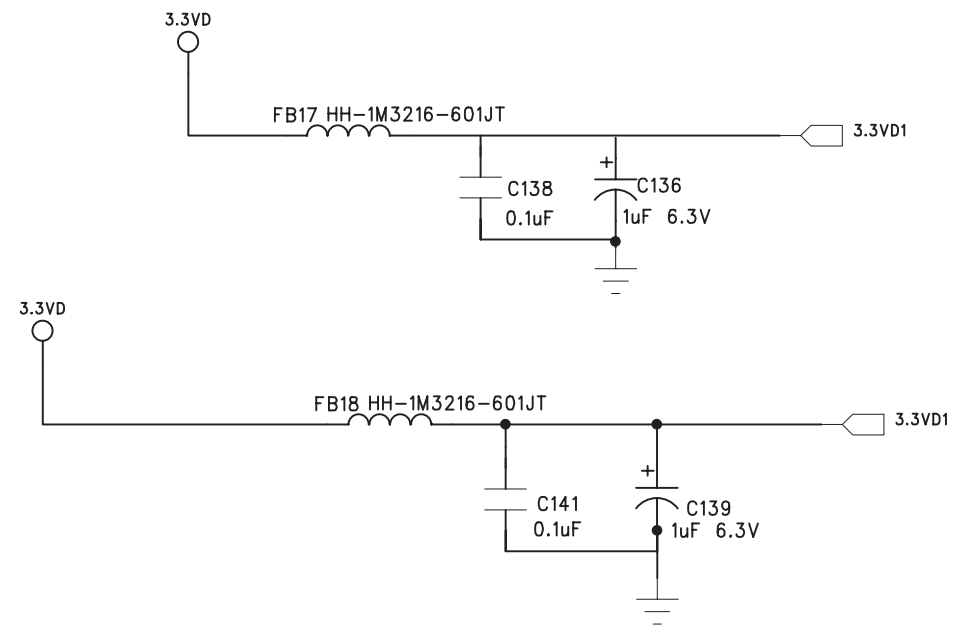 3.3VD
FB17 HH-1M3216-601JT
3.3VD1
+
C138
C136
0.1uF
1uF 6.3V
3.3VD
FB18 HH-1M3216-601JT
3.3VD1
+
C141
C139
0.1uF
1uF 6.3V